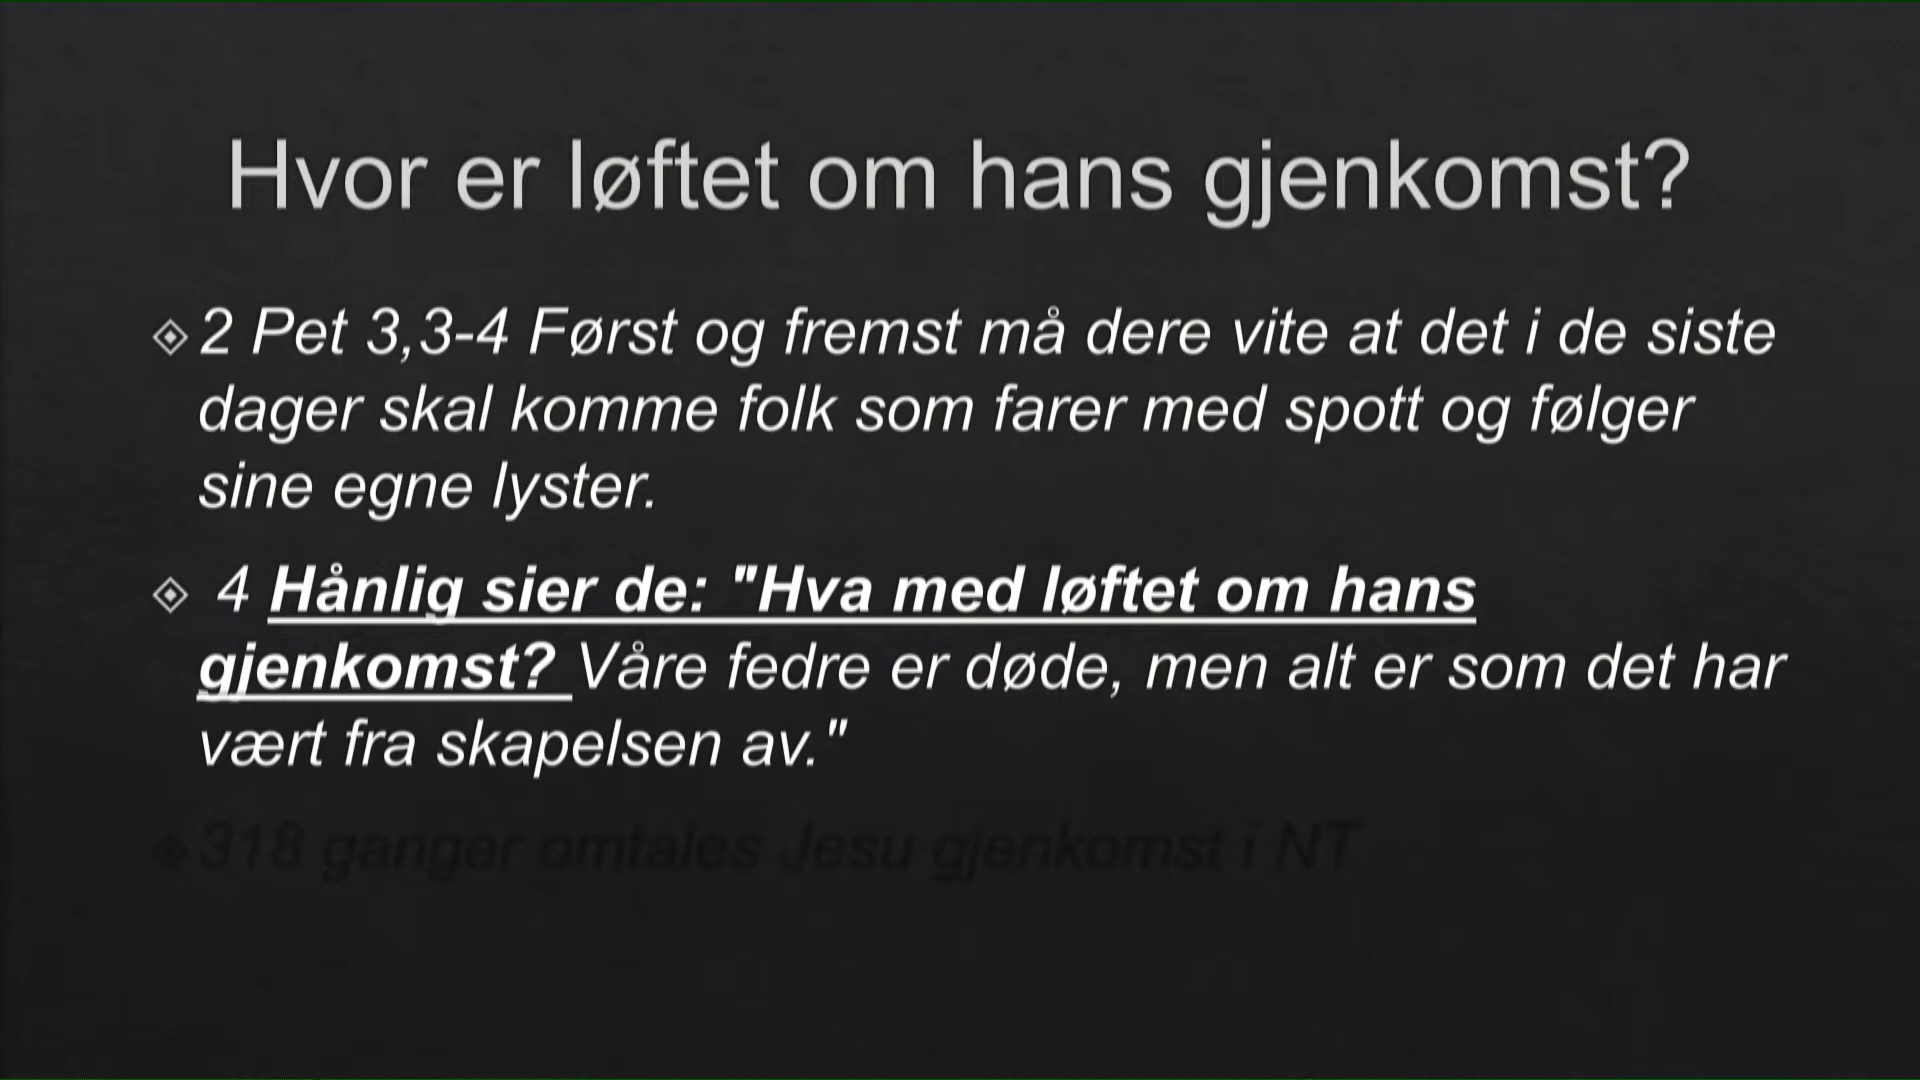 Hvor er løftet om hans gjenkomst?
2 Pet 3,3-4 Først og fremst må dere vite at det i de siste
dager skal komme folk som farer med spott og følger
sine egne lyster.
4 Hånlig sier de: "Hva med løftet om hans
gjenkomst? Våre fedre er døde, men alt er som det har
vært fra skapelsen av."
318 ganger omtales Jesu gjenkomst i NT